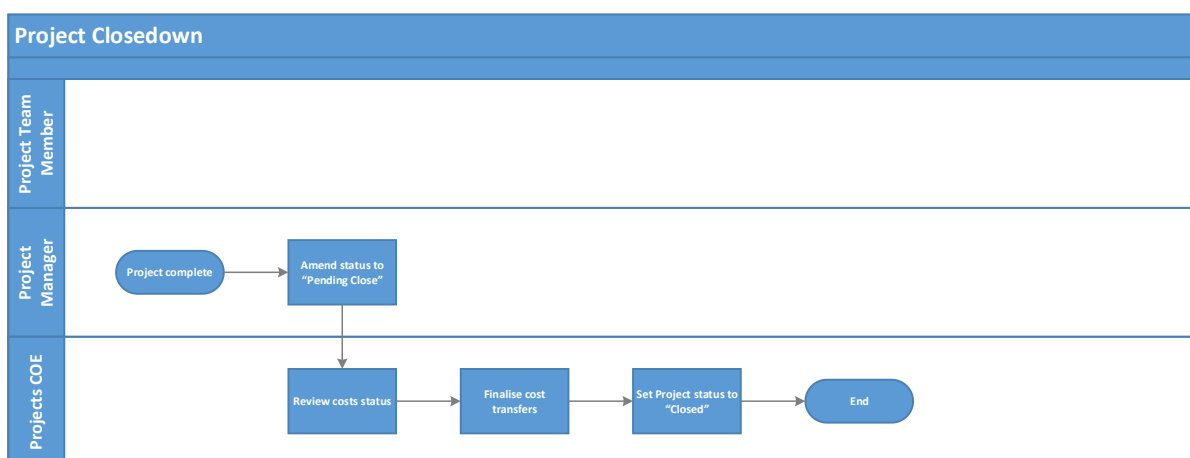 Project Closedown
Project Team
Member
Project
Manager
Project complete
Amend status to
“Pending Close”
Projects COE
Review costs status
Finalise cost
transfers
Set Project status to
“Closed”
End